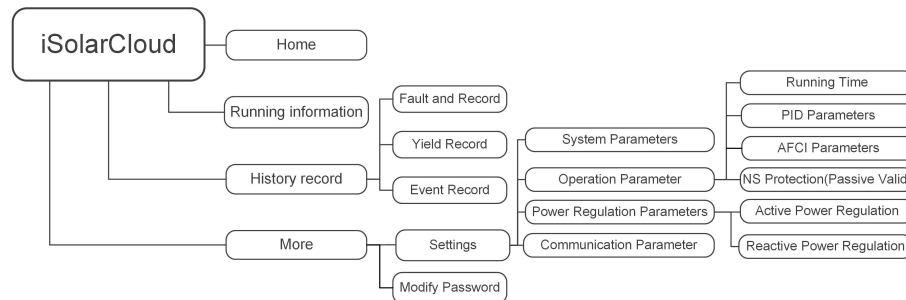 iSolarCloud
Home
Running information
History record
Fault and Record
Yield Record
Event Record
More
Settings
Modify Password
System Parameters
Operation Parameter
Power Regulation Parameters
Communication Parameter
Running Time
PID Parameters
AFCI Parameters
NS Protection(Passive Valid
Active Power Regulation
Reactive Power Regulation